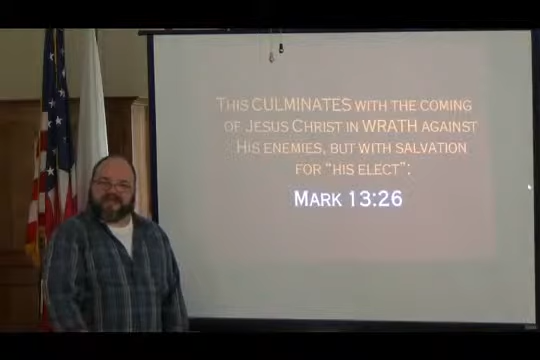 This CULMINATES with the coming
of Jesus Christ in WRATH against
His enemies, but with salvation
for “his elect”:
Mark 13:26